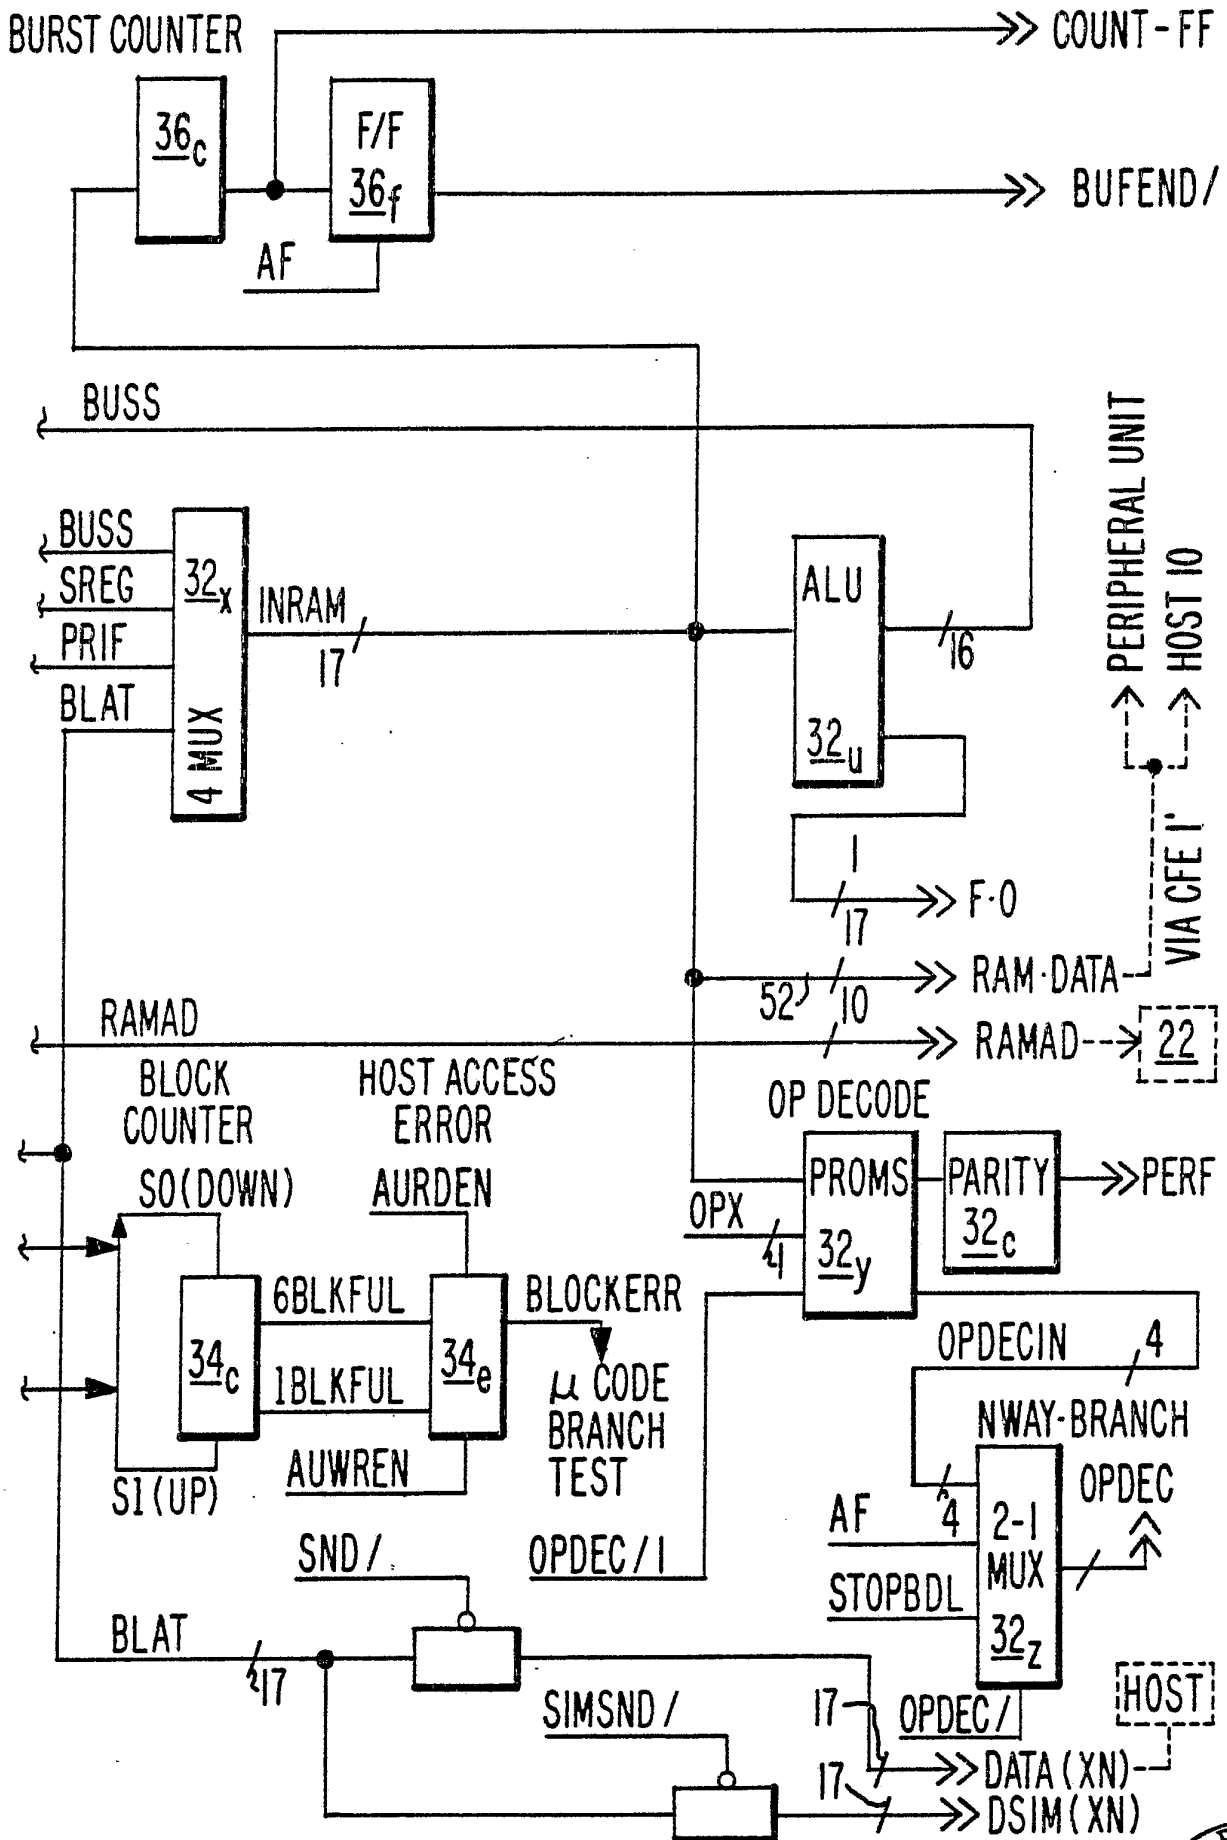 BURST COUNTER
COUNT-FF
36c
F/F
36f
BUFEND/
AF
BUSS
BUSS
SREG
PRIF
BLAT
32x
4 MUX
INRAM
17
ALU
32u
16
PERIPHERAL UNIT
HOST 10
VIA CFE 1'
1
17
F·0
52
10
RAM·DATA
RAMAD
RAMAD
22
BLOCK
COUNTER
HOST ACCESS
ERROR
OP DECODE
S0(DOWN)
AURDEN
PROMS
32y
PARITY
32c
PERF
OPX
4
34c
6BLKFUL
1BLKFUL
34e
BLOCKERR
μ CODE
BRANCH
TEST
OPDECIN
4
NWAY-BRANCH
S1(UP)
AUWREN
4
OPDEC
AF
2-1
MUX
32z
STOPBDL
SND/
OPDEC/1
BLAT
17
SIMSND/
17
OPDEC/
HOST
DATA(XN)
17
DSIM(XN)